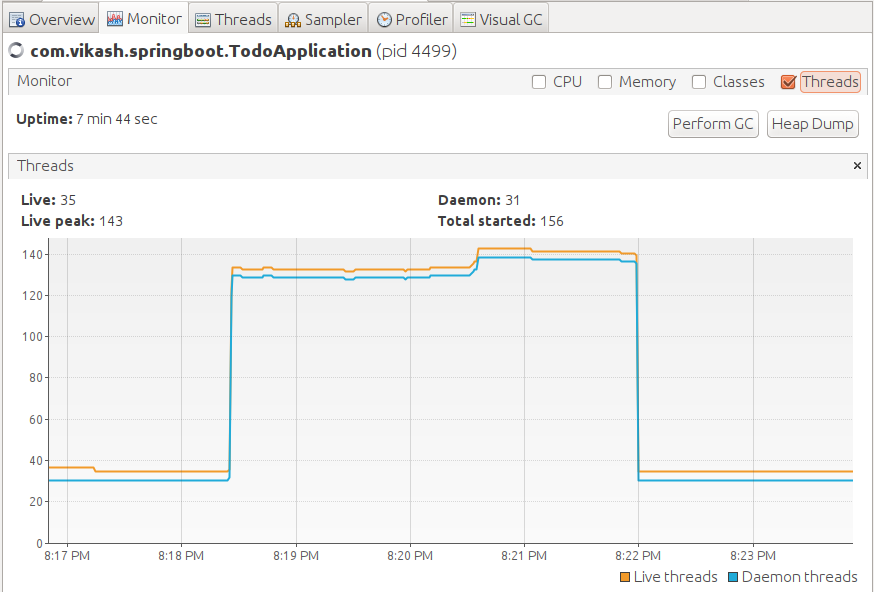 Overview Monitor Threads Sampler Profiler Visual GC
com.vikash.springboot.TodoApplication (pid 4499)
Monitor CPU Memory Classes Threads
Uptime: 7 min 44 sec Perform GC Heap Dump
Threads ×
Live: 35 Daemon: 31
Live peak: 143 Total started: 156
140
120
100
80
60
40
20
0
8:17 PM 8:18 PM 8:19 PM 8:20 PM 8:21 PM 8:22 PM 8:23 PM
Live threads Daemon threads